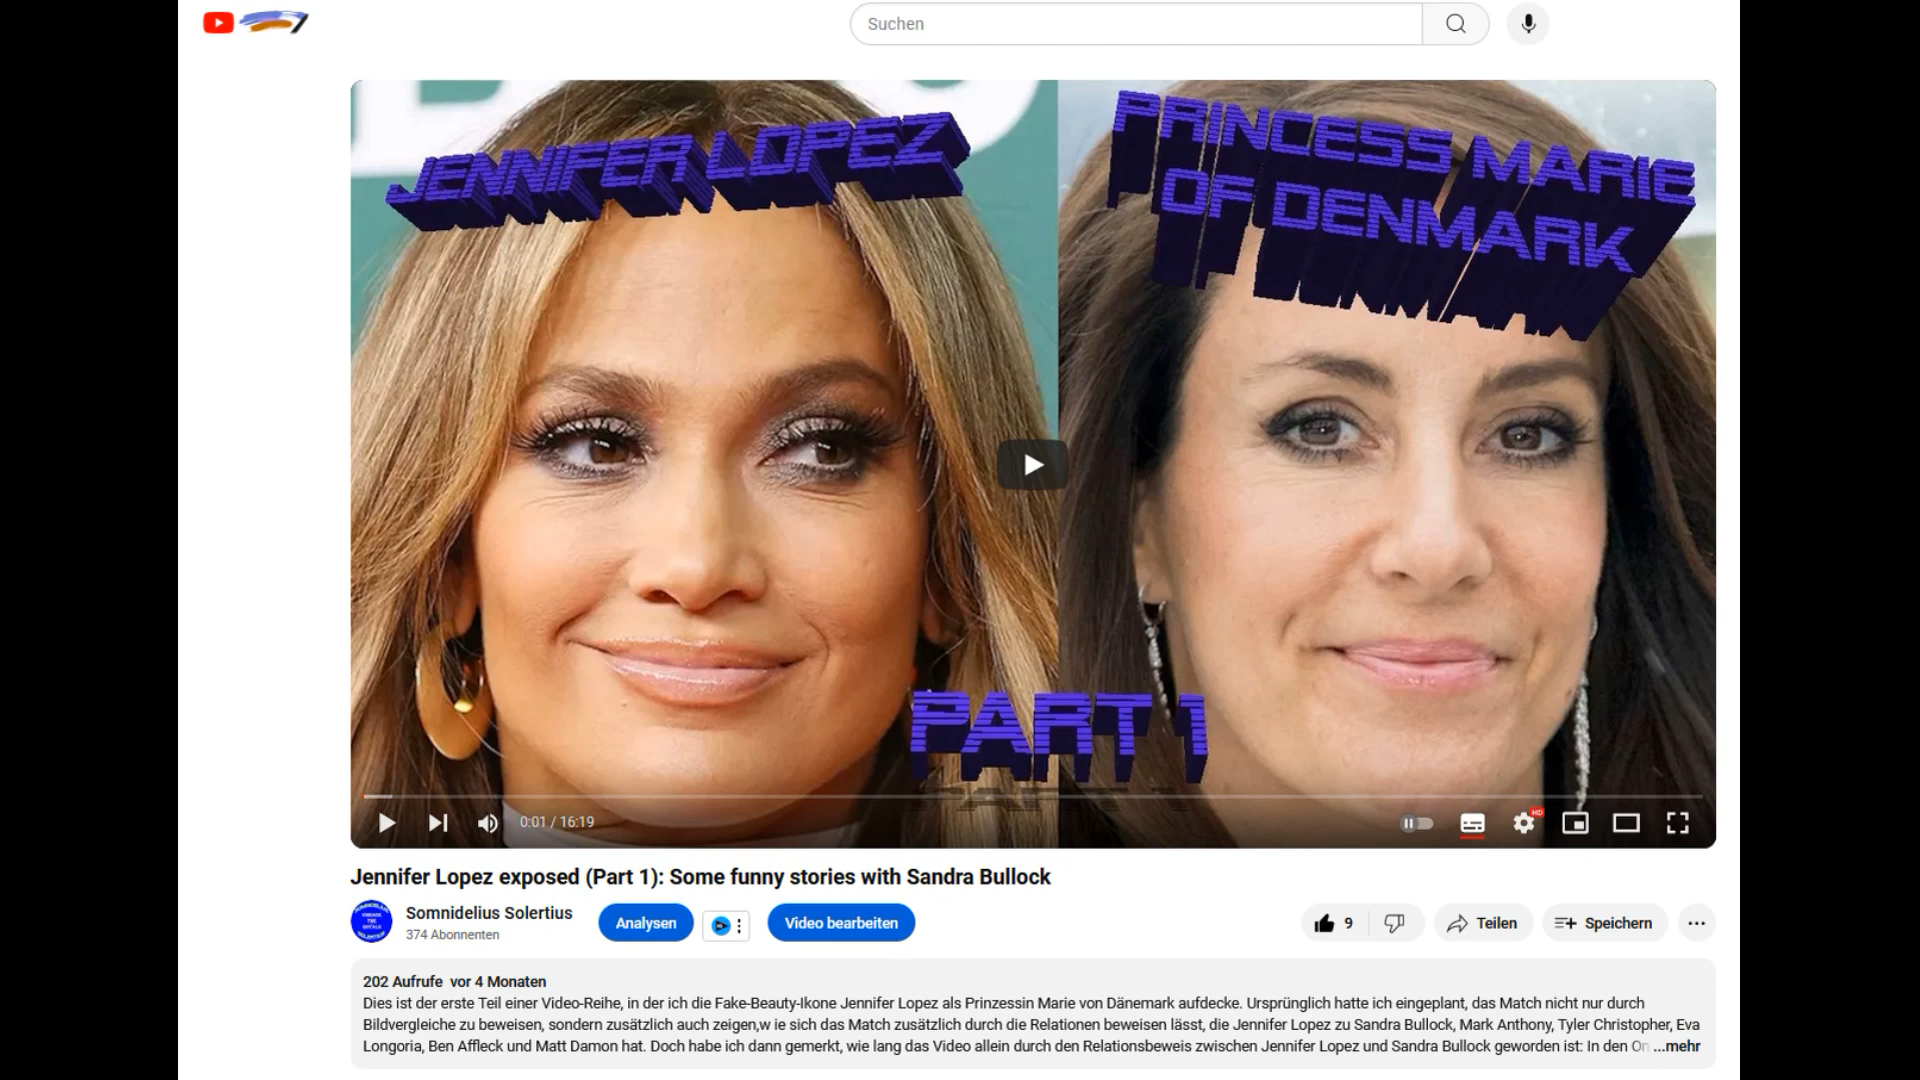 Suchen
JENNIFER LOPEZ
PRINCESS MARIE
OF DENMARK
PART 1
0:01 / 16:19
HD
Jennifer Lopez exposed (Part 1): Some funny stories with Sandra Bullock
Somnidelius Solertius
374 Abonnenten
Analysen
Video bearbeiten
9
Teilen
Speichern
202 Aufrufe vor 4 Monaten
Dies ist der erste Teil einer Video-Reihe, in der ich die Fake-Beauty-Ikone Jennifer Lopez als Prinzessin Marie von Dänemark aufdecke. Ursprünglich hatte ich eingeplant, das Match nicht nur durch
Bildvergleiche zu beweisen, sondern zusätzlich auch zeigen,w ie sich das Match zusätzlich durch die Relationen beweisen lässt, die Jennifer Lopez zu Sandra Bullock, Mark Anthony, Tyler Christopher, Eva
Longoria, Ben Affleck und Matt Damon hat. Doch habe ich dann gemerkt, wie lang das Video allein durch den Relationsbeweis zwischen Jennifer Lopez und Sandra Bullock geworden ist: In den On ...mehr